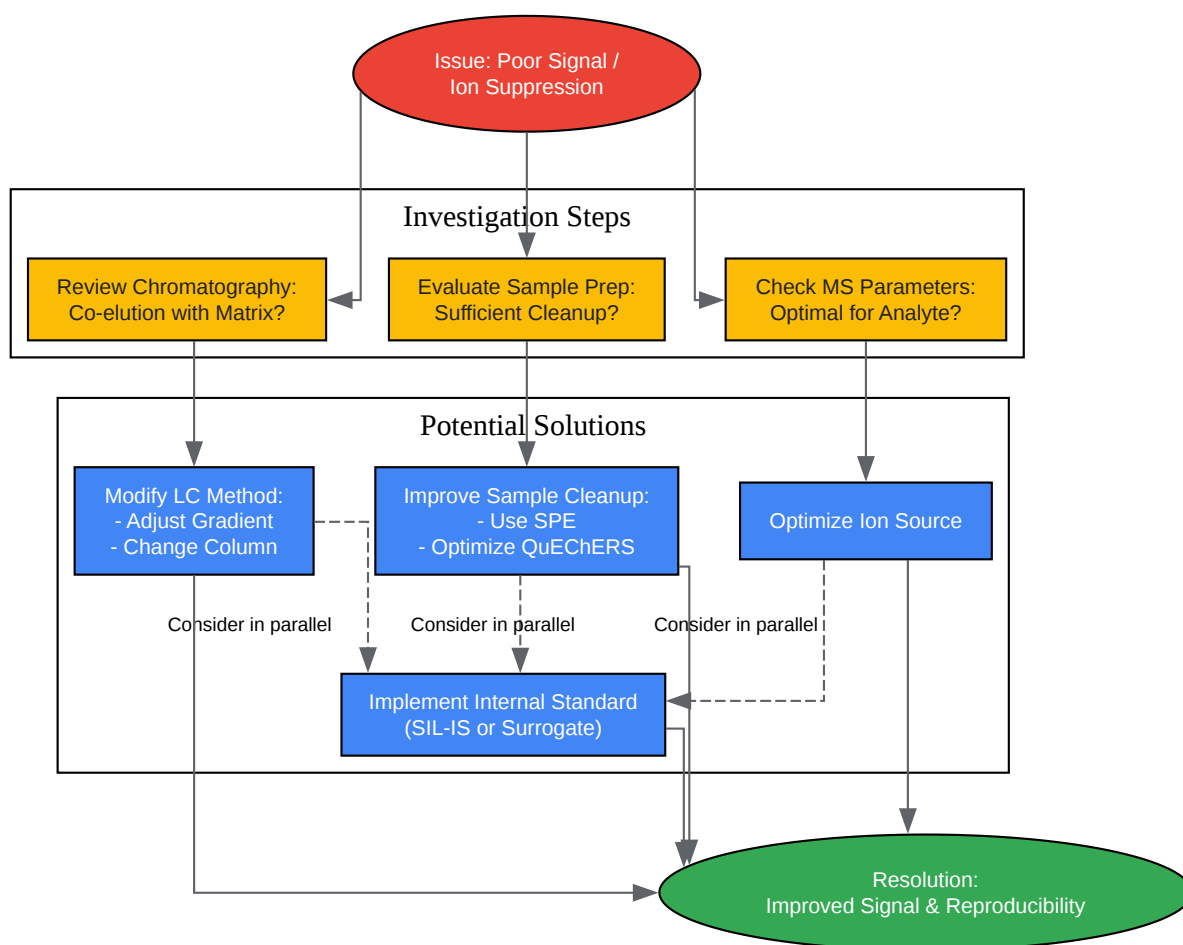 Issue: Poor Signal /
Ion Suppression
Investigation Steps
Review Chromatography:
Co-elution with Matrix?
Evaluate Sample Prep:
Sufficient Cleanup?
Check MS Parameters:
Optimal for Analyte?
Potential Solutions
Modify LC Method:
- Adjust Gradient
- Change Column
Improve Sample Cleanup:
- Use SPE
- Optimize QuEChERS
Optimize Ion Source
Consider in parallel
Consider in parallel
Consider in parallel
Implement Internal Standard
(SIL-IS or Surrogate)
Resolution:
Improved Signal & Reproducibility